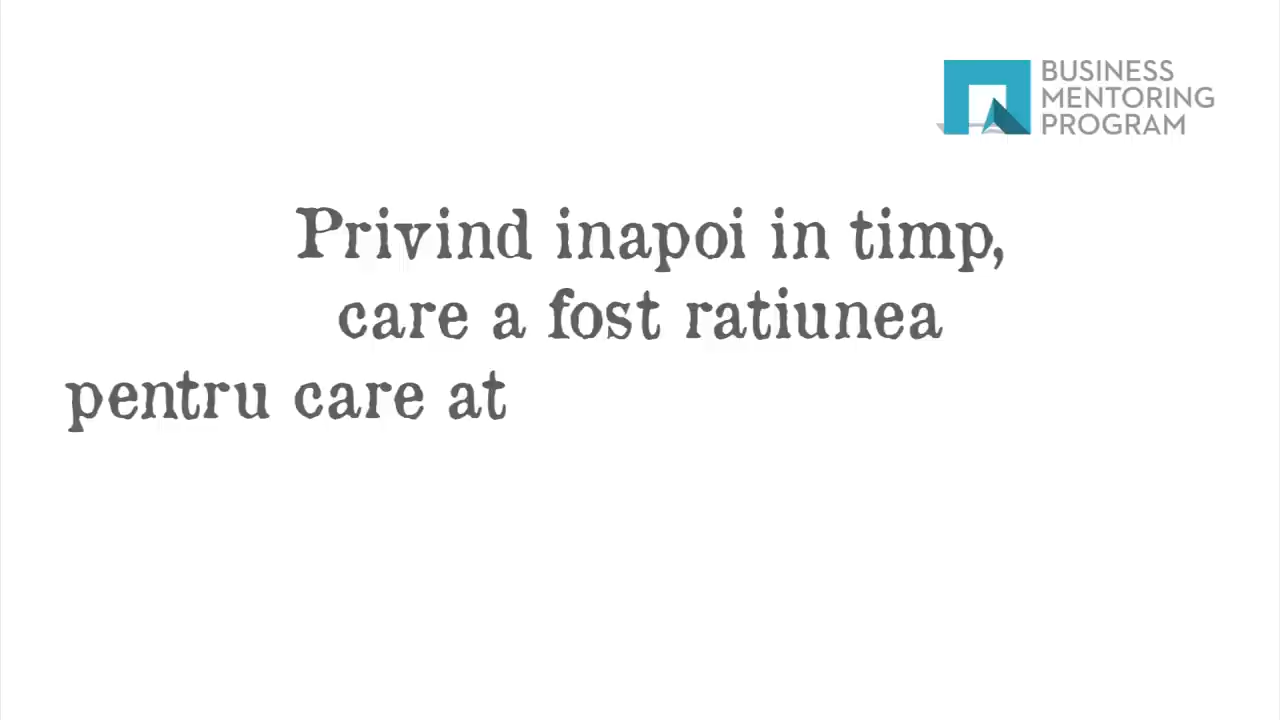 BUSINESS
MENTORING
PROGRAM
Privind inapoi in timp,
care a fost ratiunea
pentru care at